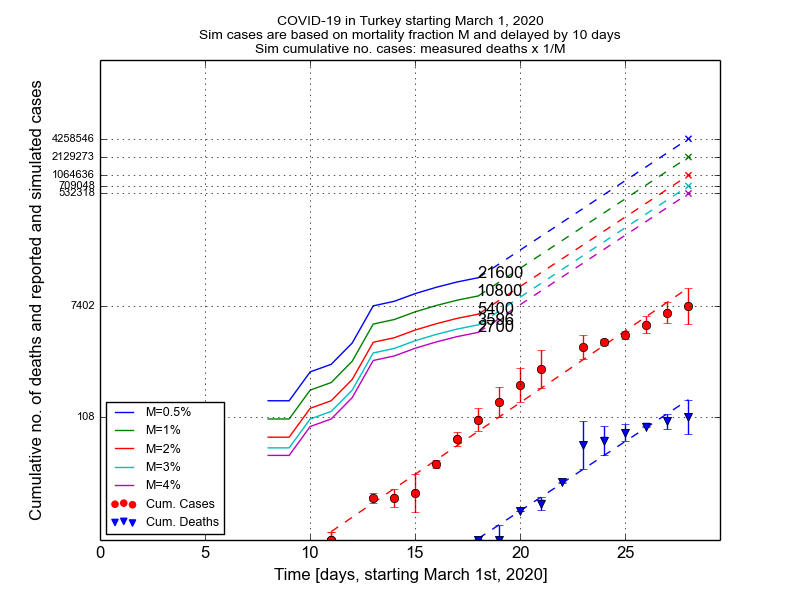 COVID-19 in Turkey starting March 1, 2020
Sim cases are based on mortality fraction M and delayed by 10 days
Sim cumulative no. cases: measured deaths x 1/M
Cumulative no. of deaths and reported and simulated cases
4258546
2129273
1064636
709048
532318
7402
108
21600
10800
5400
3596
2700
M=0.5%
M=1%
M=2%
M=3%
M=4%
Cum. Cases
Cum. Deaths
0 5 10 15 20 25
Time [days, starting March 1st, 2020]